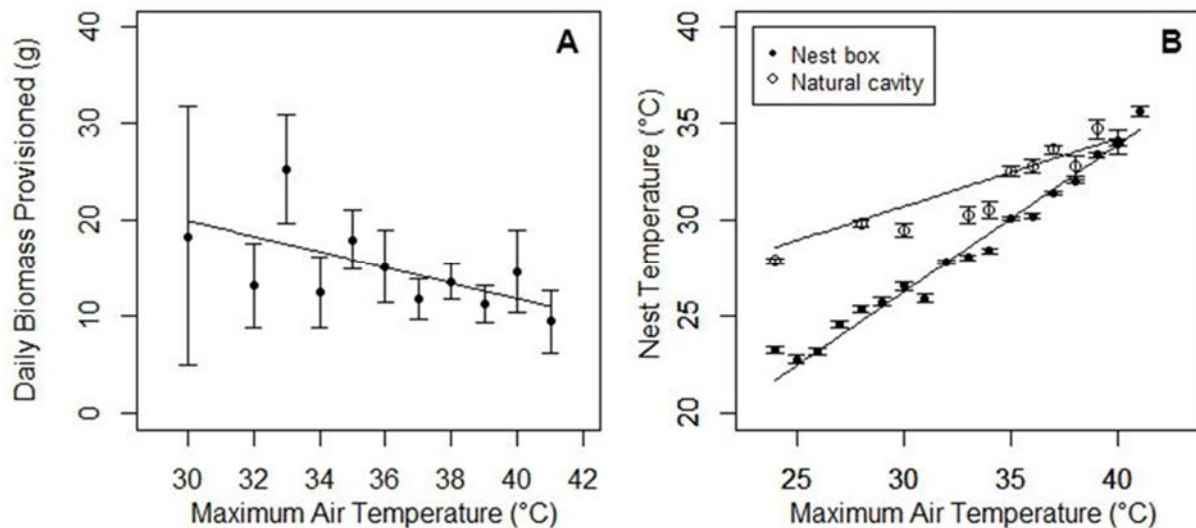 A
Daily Biomass Provisioned (g)
40
30
20
10
0
30 32 34 36 38 40 42
Maximum Air Temperature (°C)
B
Nest box
Natural cavity
Nest Temperature (°C)
40
35
30
25
20
25 30 35 40
Maximum Air Temperature (°C)